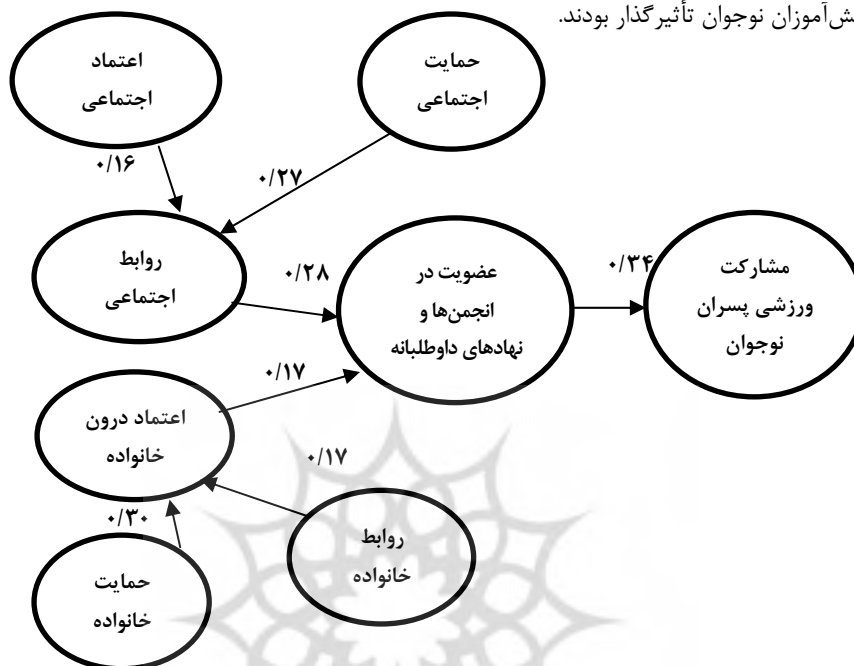 ش‌آموزان نوجوان تأثیرگذار بودند.
اعتماد
اجتماعی
حمایت
اجتماعی
۰/۱۶
۰/۲۷
روابط
اجتماعی
۰/۲۸
عضویت در
انجمن‌ها و
نهادهای داوطلبانه
۰/۳۴
مشارکت
ورزشی پسران
نوجوان
۰/۱۷
اعتماد درون
خانواده
۰/۱۷
۰/۳۰
روابط
خانواده
حمایت
خانواده